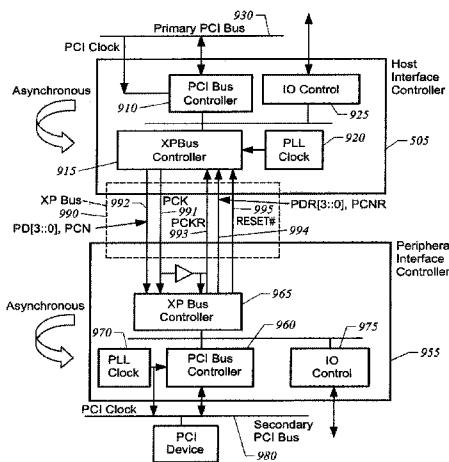 Primary PCI Bus 930
PCI Clock
Asynchronous
PCI Bus
Controller
910
IO Control
925
Host
Interface
Controller
XPBus
Controller
915
PLL
Clock
920
505
XP Bus
990
992
PCK
991
PD[3::0], PCN
PCKR
993
994
995
RESET#
PDR[3::0], PCNR
Peripheral
Interface
Controller
Asynchronous
XP Bus
Controller
965
970
PLL
Clock
PCI Bus
Controller
960
975
IO
Control
955
PCI Clock
Secondary
PCI Bus
980
PCI
Device